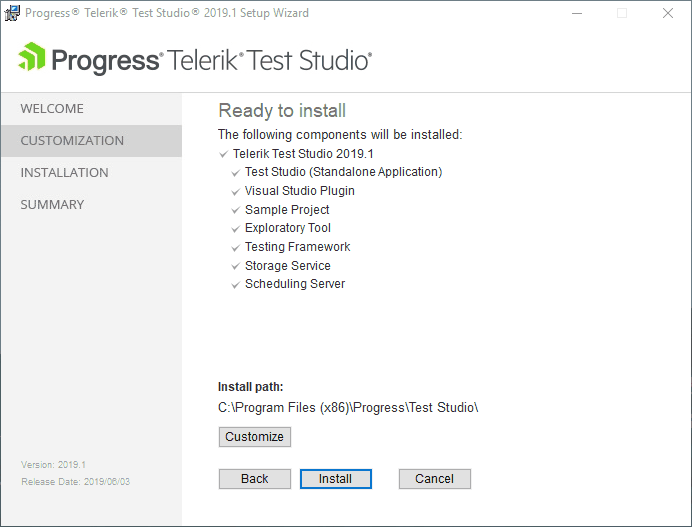 Progress® Telerik® Test Studio® 2019.1 Setup Wizard
Progress® Telerik® Test Studio®
WELCOME
CUSTOMIZATION
INSTALLATION
SUMMARY
Ready to install
The following components will be installed:
Telerik Test Studio 2019.1
Test Studio (Standalone Application)
Visual Studio Plugin
Sample Project
Exploratory Tool
Testing Framework
Storage Service
Scheduling Server
Install path:
C:\Program Files (x86)\Progress\Test Studio\
Customize
Version: 2019.1
Release Date: 2019/06/03
Back Install Cancel